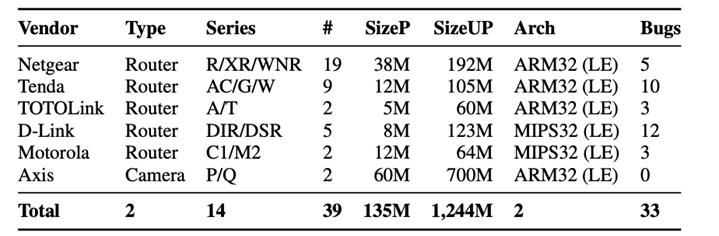 Vendor Type Series # SizeP SizeUP Arch Bugs
Netgear Router R/XR/WNR 19 38M 192M ARM32 (LE) 5
Tenda Router AC/G/W 9 12M 105M ARM32 (LE) 10
TOTOLink Router A/T 2 5M 60M ARM32 (LE) 3
D-Link Router DIR/DSR 5 8M 123M MIPS32 (LE) 12
Motorola Router C1/M2 2 12M 64M MIPS32 (LE) 3
Axis Camera P/Q 2 60M 700M ARM32 (LE) 0
Total 2 14 39 135M 1,244M 2 33